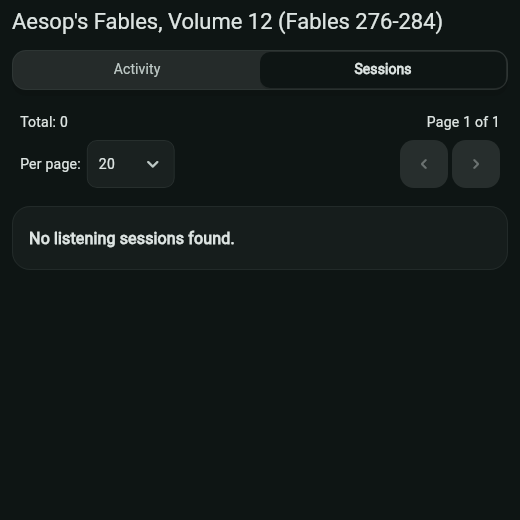 Aesop's Fables, Volume 12 (Fables 276-284)
Activity
Sessions
Total: 0
Page 1 of 1
Per page:
20
No listening sessions found.